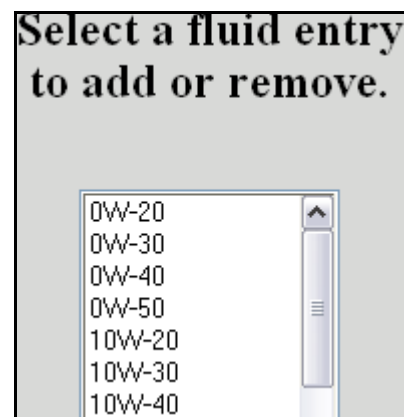 Select a fluid entry
to add or remove.
0W-20
0W-30
0W-40
0W-50
10W-20
10W-30
10W-40